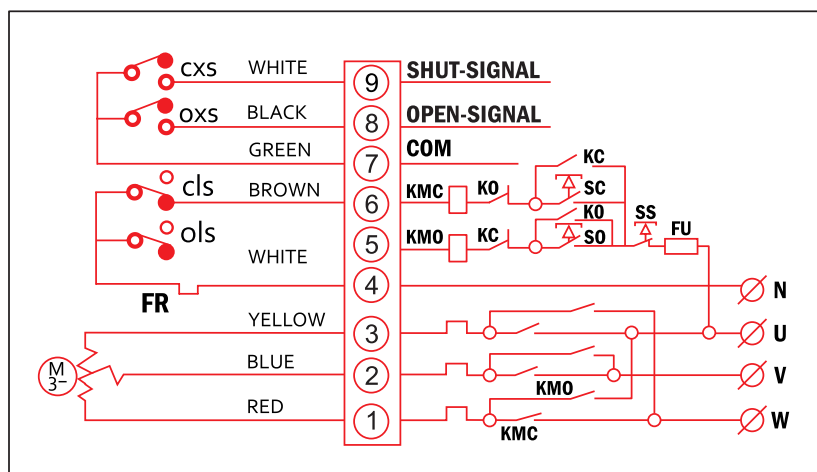 CXS WHITE 9 SHUT-SIGNAL
OXS BLACK 8 OPEN-SIGNAL
GREEN 7 COM
KC
cls BROWN 6 KMC KO SC
KO SS
ols 5 KMO KC SO FU
WHITE
FR 4 N
YELLOW 3 U
M
3~ BLUE 2 V
KMO
RED 1 W
KMC